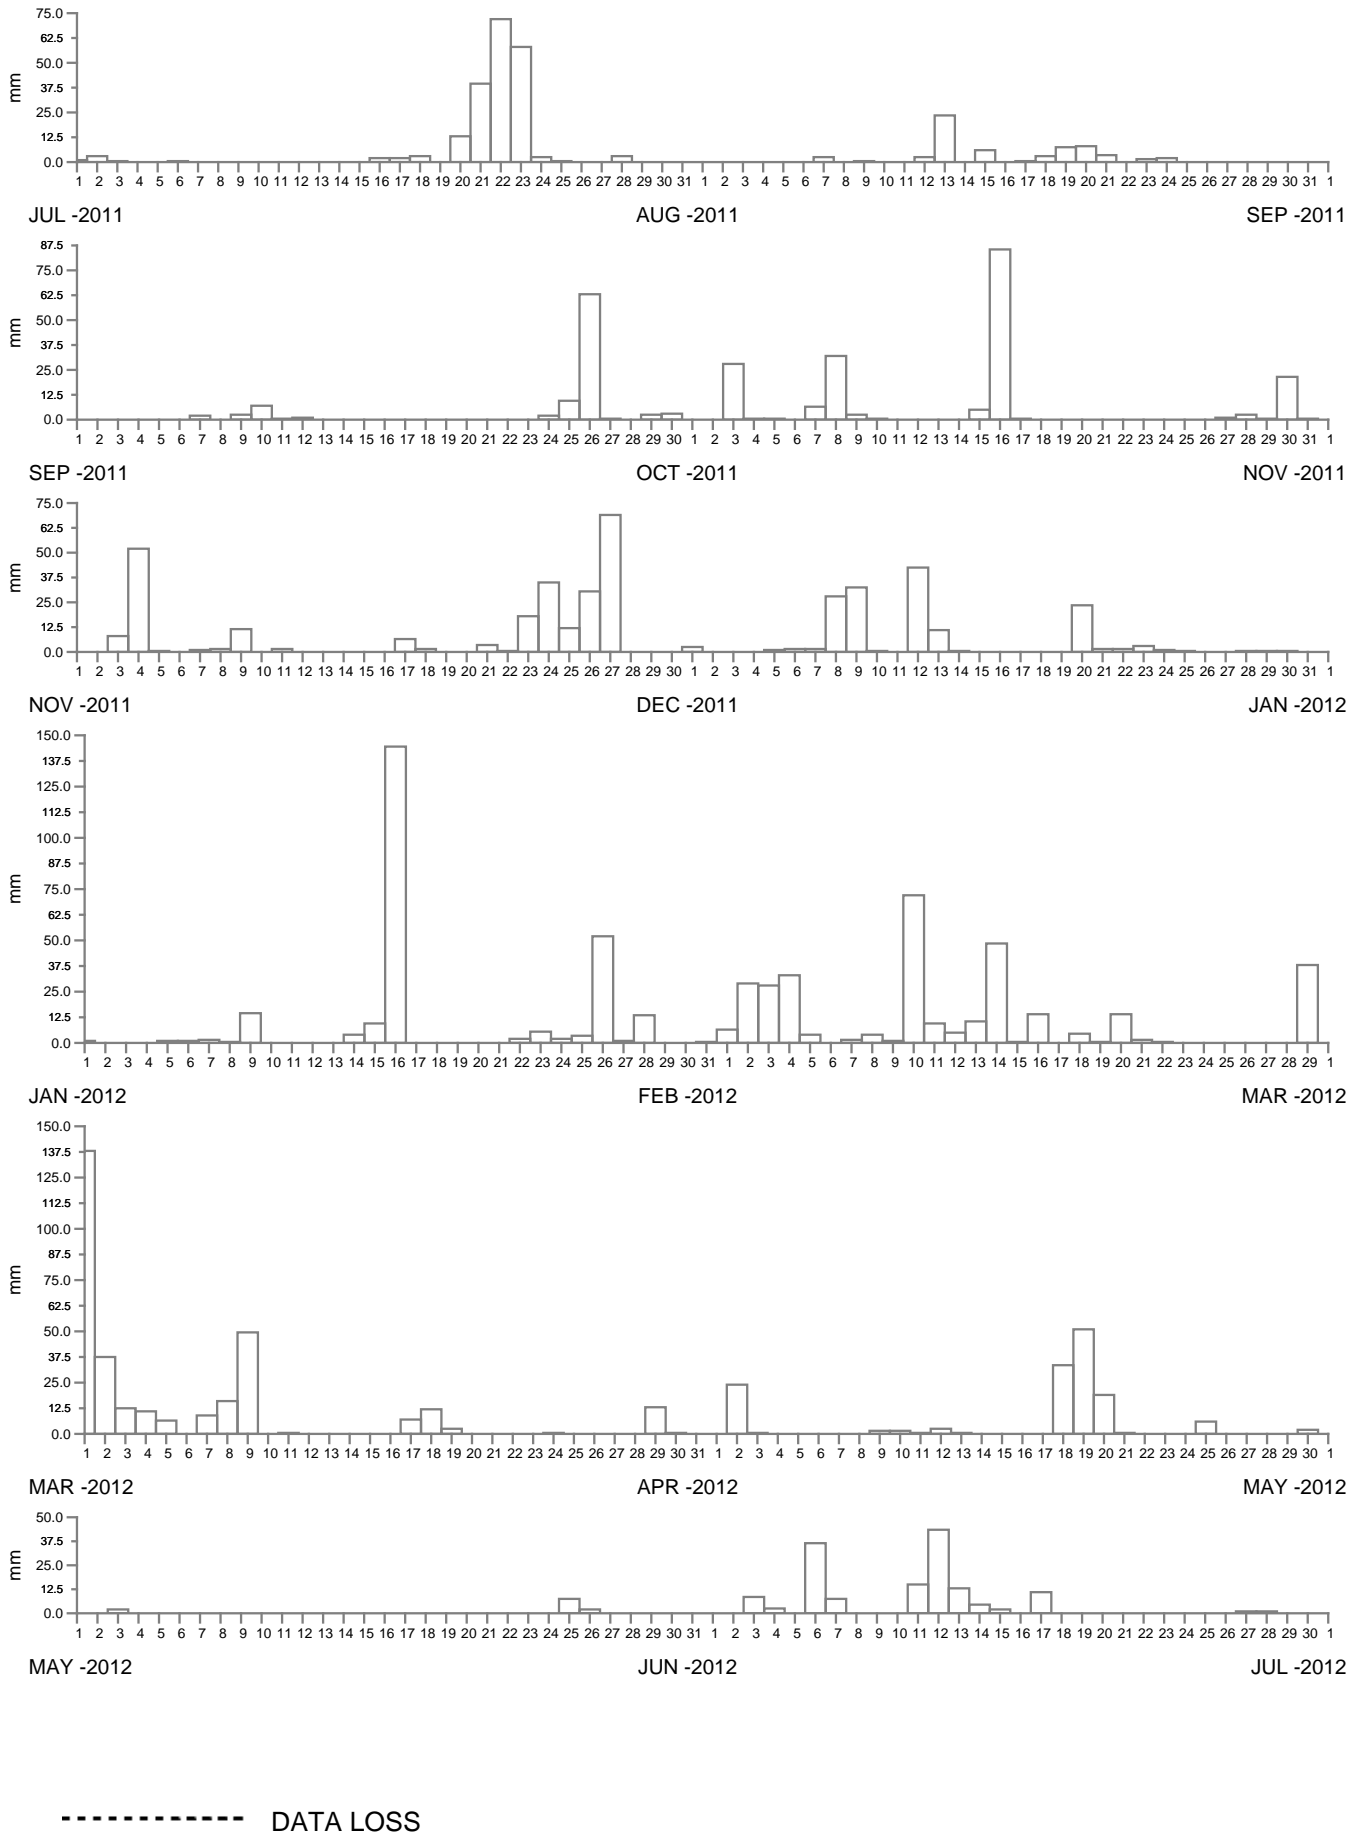 75.0
62.5
50.0
37.5
25.0
12.5
0.0
mm
1 2 3 4 5 6 7 8 9 10 11 12 13 14 15 16 17 18 19 20 21 22 23 24 25 26 27 28 29 30 31 1 2 3 4 5 6 7 8 9 10 11 12 13 14 15 16 17 18 19 20 21 22 23 24 25 26 27 28 29 30 31 1
JUL -2011 AUG -2011 SEP -2011
87.5
75.0
62.5
50.0
37.5
25.0
12.5
0.0
mm
1 2 3 4 5 6 7 8 9 10 11 12 13 14 15 16 17 18 19 20 21 22 23 24 25 26 27 28 29 30 1 2 3 4 5 6 7 8 9 10 11 12 13 14 15 16 17 18 19 20 21 22 23 24 25 26 27 28 29 30 31 1
SEP -2011 OCT -2011 NOV -2011
75.0
62.5
50.0
37.5
25.0
12.5
0.0
mm
1 2 3 4 5 6 7 8 9 10 11 12 13 14 15 16 17 18 19 20 21 22 23 24 25 26 27 28 29 30 1 2 3 4 5 6 7 8 9 10 11 12 13 14 15 16 17 18 19 20 21 22 23 24 25 26 27 28 29 30 31 1
NOV -2011 DEC -2011 JAN -2012
150.0
137.5
125.0
112.5
100.0
87.5
75.0
62.5
50.0
37.5
25.0
12.5
0.0
mm
1 2 3 4 5 6 7 8 9 10 11 12 13 14 15 16 17 18 19 20 21 22 23 24 25 26 27 28 29 30 31 1 2 3 4 5 6 7 8 9 10 11 12 13 14 15 16 17 18 19 20 21 22 23 24 25 26 27 28 29 1
JAN -2012 FEB -2012 MAR -2012
150.0
137.5
125.0
112.5
100.0
87.5
75.0
62.5
50.0
37.5
25.0
12.5
0.0
mm
1 2 3 4 5 6 7 8 9 10 11 12 13 14 15 16 17 18 19 20 21 22 23 24 25 26 27 28 29 30 31 1 2 3 4 5 6 7 8 9 10 11 12 13 14 15 16 17 18 19 20 21 22 23 24 25 26 27 28 29 30 1
MAR -2012 APR -2012 MAY -2012
50.0
37.5
25.0
12.5
0.0
mm
1 2 3 4 5 6 7 8 9 10 11 12 13 14 15 16 17 18 19 20 21 22 23 24 25 26 27 28 29 30 31 1 2 3 4 5 6 7 8 9 10 11 12 13 14 15 16 17 18 19 20 21 22 23 24 25 26 27 28 29 30 1
MAY -2012 JUN -2012 JUL -2012
DATA LOSS